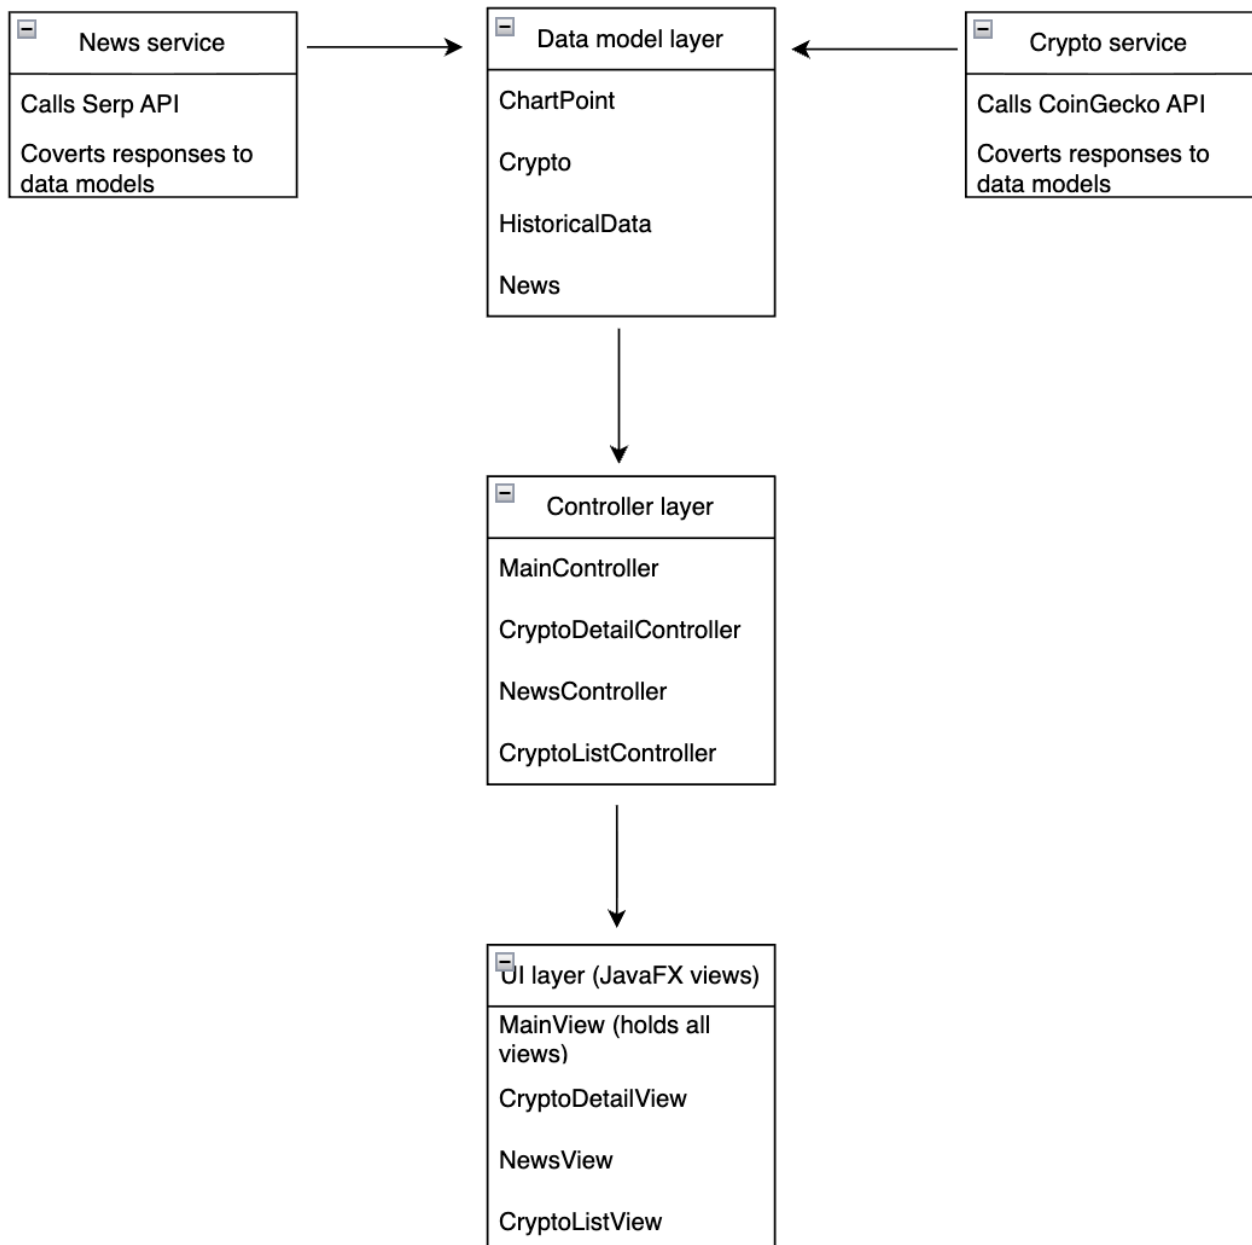 News service
Calls Serp API
Coverts responses to
data models
Data model layer
ChartPoint
Crypto
HistoricalData
News
Crypto service
Calls CoinGecko API
Coverts responses to
data models
Controller layer
MainController
CryptoDetailController
NewsController
CryptoListController
UI layer (JavaFX views)
MainView (holds all
views)
CryptoDetailView
NewsView
CryptoListView